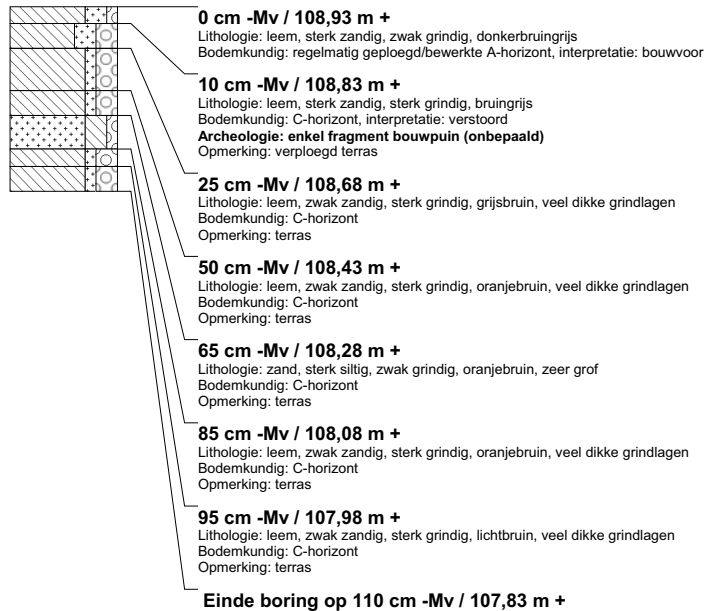 0 cm -Mv / 108,93 m +
Lithologie: leem, sterk zandig, zwak grindig, donkerbruingrijs
Bodemkundig: regelmatig geploegd/bewerkte A-horizont, interpretatie: bouwvoor
10 cm -Mv / 108,83 m +
Lithologie: leem, sterk zandig, sterk grindig, bruingrijs
Bodemkundig: C-horizont, interpretatie: verstoord
Archeologie: enkel fragment bouwpuin (onbepaald)
Opmerking: verploegd terras
25 cm -Mv / 108,68 m +
Lithologie: leem, zwak zandig, sterk grindig, grijsbruin, veel dikke grindlagen
Bodemkundig: C-horizont
Opmerking: terras
50 cm -Mv / 108,43 m +
Lithologie: leem, zwak zandig, sterk grindig, oranjebruin, veel dikke grindlagen
Bodemkundig: C-horizont
Opmerking: terras
65 cm -Mv / 108,28 m +
Lithologie: zand, sterk siltig, zwak grindig, oranjebruin, zeer grof
Bodemkundig: C-horizont
Opmerking: terras
85 cm -Mv / 108,08 m +
Lithologie: leem, zwak zandig, sterk grindig, oranjebruin, veel dikke grindlagen
Bodemkundig: C-horizont
Opmerking: terras
95 cm -Mv / 107,98 m +
Lithologie: leem, zwak zandig, sterk grindig, lichtbruin, veel dikke grindlagen
Bodemkundig: C-horizont
Opmerking: terras
Einde boring op 110 cm -Mv / 107,83 m +